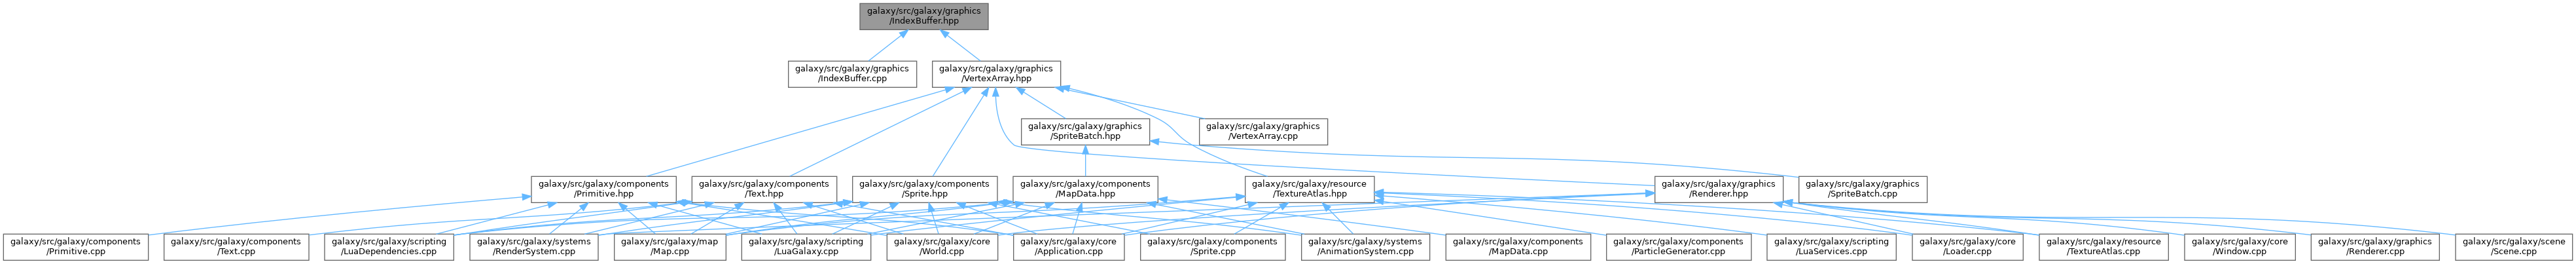 galaxy/src/galaxy/graphics
/IndexBuffer.hpp
galaxy/src/galaxy/graphics
/IndexBuffer.cpp
galaxy/src/galaxy/graphics
/VertexArray.hpp
galaxy/src/galaxy/graphics
/SpriteBatch.hpp
galaxy/src/galaxy/graphics
/VertexArray.cpp
galaxy/src/galaxy/components
/Primitive.hpp
galaxy/src/galaxy/components
/Text.hpp
galaxy/src/galaxy/components
/Sprite.hpp
galaxy/src/galaxy/components
/MapData.hpp
galaxy/src/galaxy/resource
/TextureAtlas.hpp
galaxy/src/galaxy/graphics
/Renderer.hpp
galaxy/src/galaxy/graphics
/SpriteBatch.cpp
galaxy/src/galaxy/components
/Primitive.cpp
galaxy/src/galaxy/components
/Text.cpp
galaxy/src/galaxy/scripting
/LuaDependencies.cpp
galaxy/src/galaxy/systems
/RenderSystem.cpp
galaxy/src/galaxy/map
/Map.cpp
galaxy/src/galaxy/scripting
/LuaGalaxy.cpp
galaxy/src/galaxy/core
/World.cpp
galaxy/src/galaxy/core
/Application.cpp
galaxy/src/galaxy/components
/Sprite.cpp
galaxy/src/galaxy/systems
/AnimationSystem.cpp
galaxy/src/galaxy/components
/MapData.cpp
galaxy/src/galaxy/components
/ParticleGenerator.cpp
galaxy/src/galaxy/scripting
/LuaServices.cpp
galaxy/src/galaxy/core
/Loader.cpp
galaxy/src/galaxy/resource
/TextureAtlas.cpp
galaxy/src/galaxy/core
/Window.cpp
galaxy/src/galaxy/graphics
/Renderer.cpp
galaxy/src/galaxy/scene
/Scene.cpp